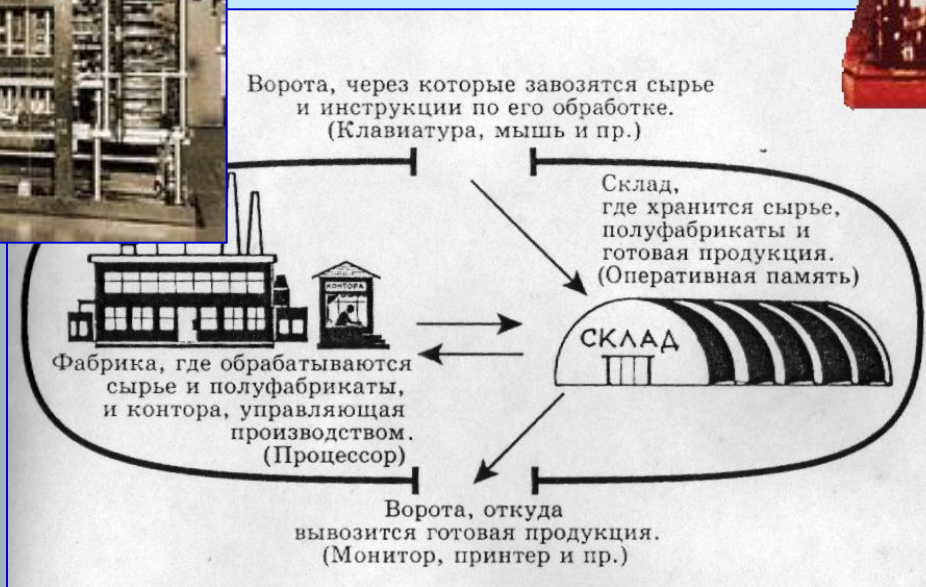 Ворота, через которые завозятся сырье
и инструкции по его обработке.
(Клавиатура, мышь и пр.)
Склад,
где хранится сырье,
полуфабрикаты и
готовая продукция.
(Оперативная память)
КОНТОРА
СКЛАД
Фабрика, где обрабатываются
сырье и полуфабрикаты,
и контора, управляющая
производством.
(Процессор)
Ворота, откуда
вывозится готовая продукция.
(Монитор, принтер и пр.)